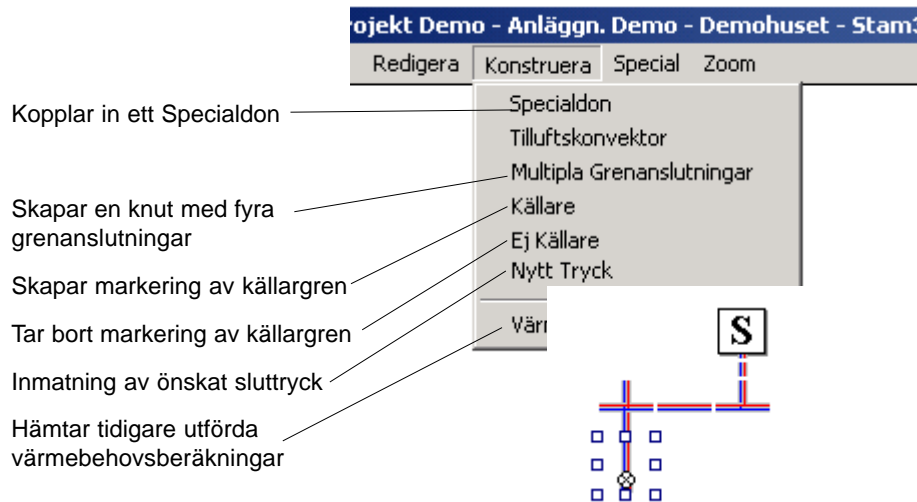 ojekt Demo - Anläggn. Demo - Demohuset - Stam3
Redigera Konstruera Special Zoom
Kopplar in ett Specialdon
Specialdon
Tilluftskonvektor
Multipla Grenanslutningar
Skapar en knut med fyra
grenanslutningar
Källare
Ej Källare
Skapar markering av källargren
Nytt Tryck
Tar bort markering av källargren
Vär
S
Inmatning av önskat sluttryck
Hämtar tidigare utförda
värmebehovsberäkningar